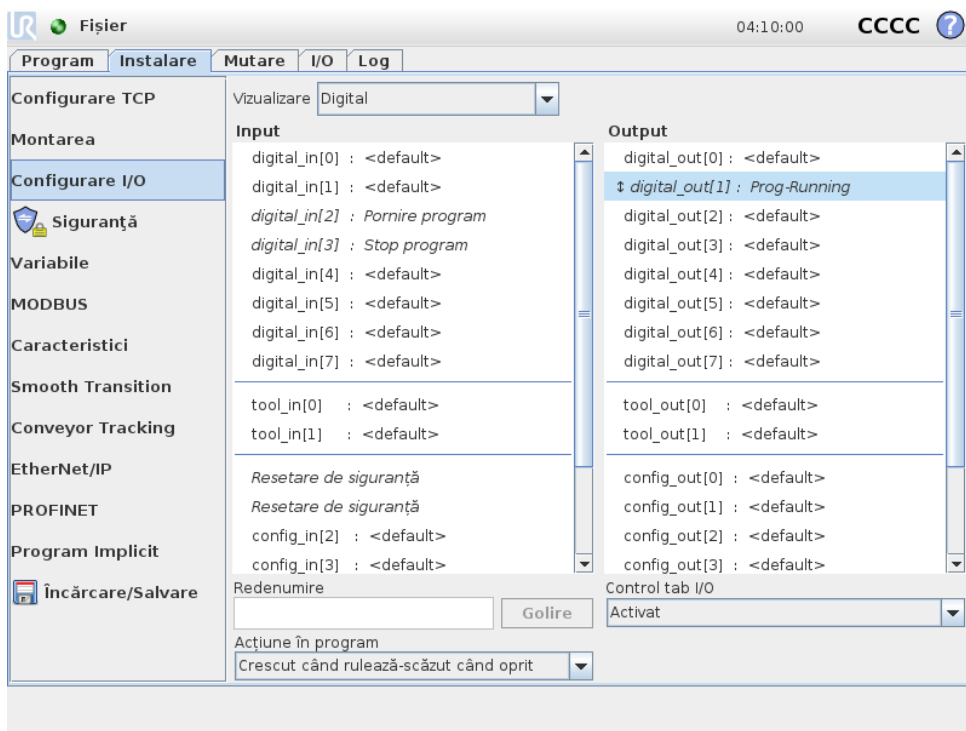 UR Fișier 04:10:00 CCCC ?
Program Instalare Mutare I/O Log
Configurare TCP
Montarea
Configurare I/O
Siguranță
Variabile
MODBUS
Caracteristici
Smooth Transition
Conveyor Tracking
EtherNet/IP
PROFINET
Program Implicit
Încărcare/Salvare
Vizualizare Digital
Input
digital_in[0] : <default>
digital_in[1] : <default>
digital_in[2] : Pornire program
digital_in[3] : Stop program
digital_in[4] : <default>
digital_in[5] : <default>
digital_in[6] : <default>
digital_in[7] : <default>
tool_in[0] : <default>
tool_in[1] : <default>
Resetare de siguranță
Resetare de siguranță
config_in[2] : <default>
config_in[3] : <default>
Output
digital_out[0] : <default>
↕ digital_out[1] : Prog-Running
digital_out[2] : <default>
digital_out[3] : <default>
digital_out[4] : <default>
digital_out[5] : <default>
digital_out[6] : <default>
digital_out[7] : <default>
tool_out[0] : <default>
tool_out[1] : <default>
config_out[0] : <default>
config_out[1] : <default>
config_out[2] : <default>
config_out[3] : <default>
Redenumire
Golire
Acțiune în program
Crescut când rulează-scăzut când oprit
Control tab I/O
Activat